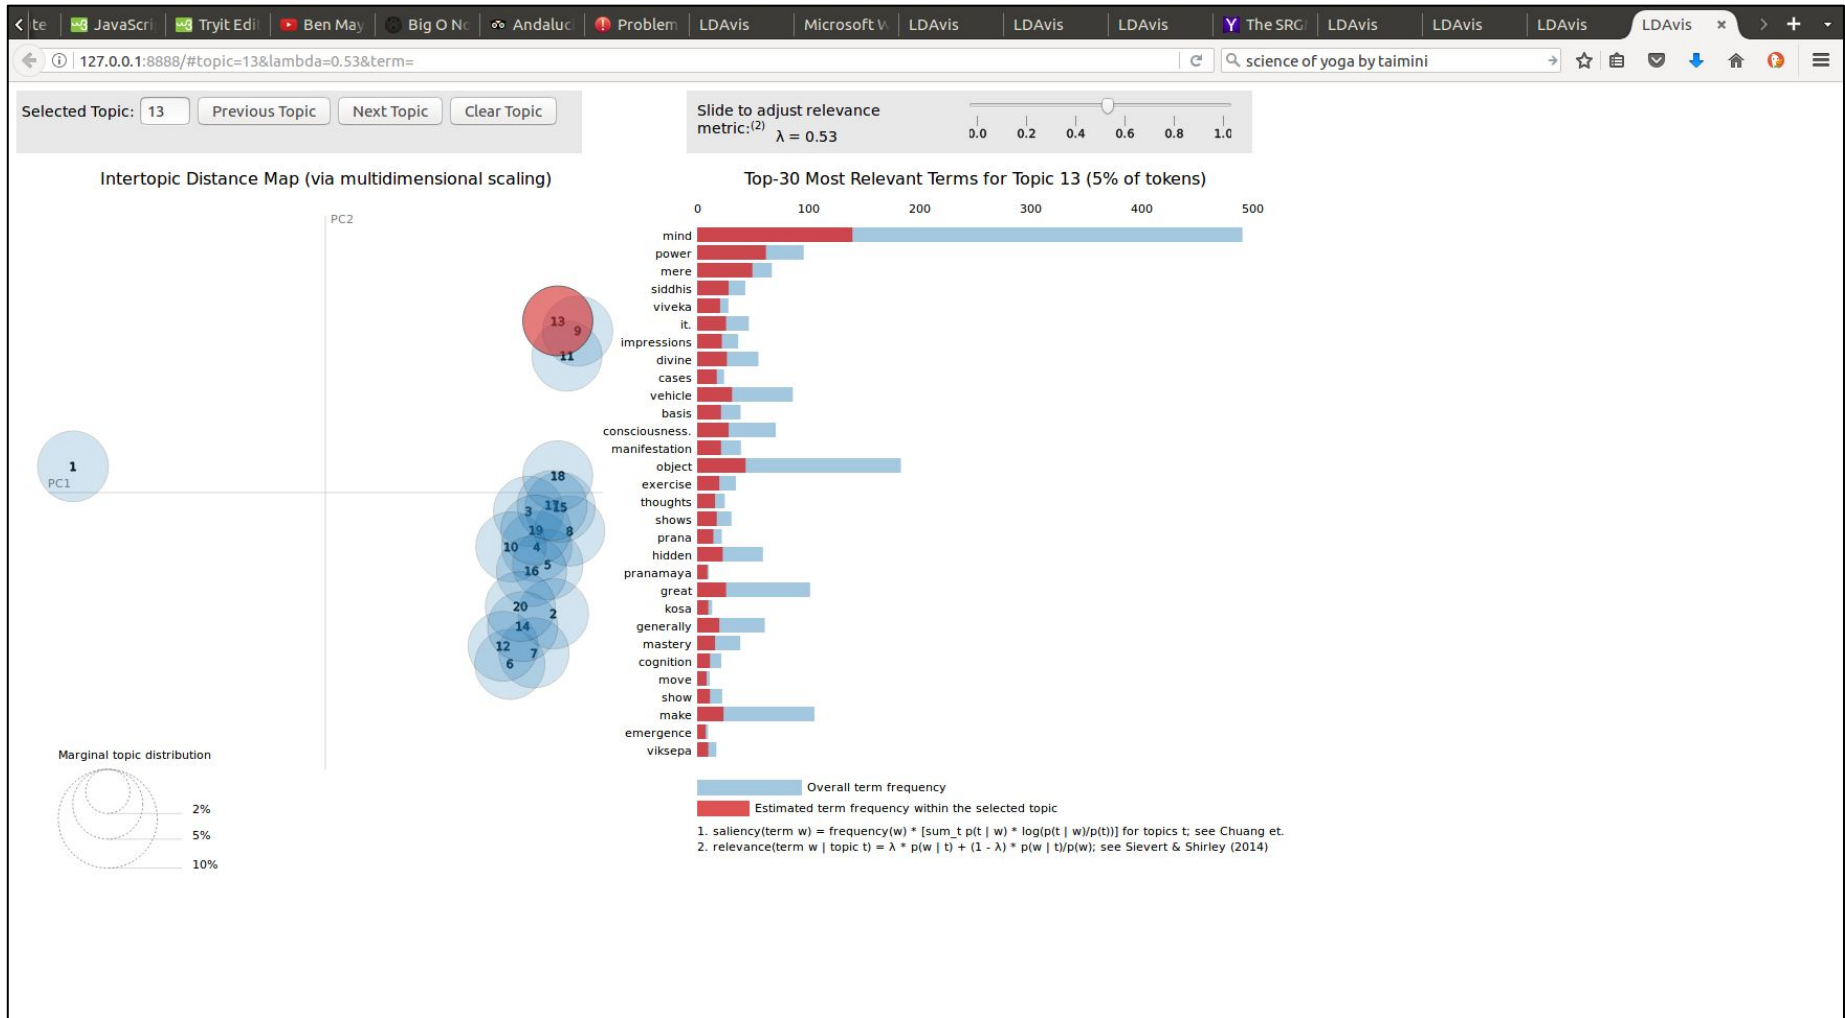 te JavaScri Tryit Edi Ben May Big O No Andaluc Problem LDAvis Microsoft W LDAvis LDAvis LDAvis The SRG LDAvis LDAvis LDAvis LDAvis
127.0.0.1:8888/#topic=13&lambda=0.53&term=
science of yoga by taimini
Selected Topic: 13 Previous Topic Next Topic Clear Topic
Slide to adjust relevance
metric:(2) λ = 0.53
0.0 0.2 0.4 0.6 0.8 1.0
Intertopic Distance Map (via multidimensional scaling)
PC2
13
9
11
1
PC1
18
3
17
15
19
8
10
4
5
16
20
2
14
12
7
6
Marginal topic distribution
2%
5%
10%
Top-30 Most Relevant Terms for Topic 13 (5% of tokens)
0 100 200 300 400 500
mind
power
mere
siddhis
viveka
it.
impressions
divine
cases
vehicle
basis
consciousness.
manifestation
object
exercise
thoughts
shows
prana
hidden
pranamaya
great
kosa
generally
mastery
cognition
move
show
make
emergence
viksepa
Overall term frequency
Estimated term frequency within the selected topic
1. saliency(term w) = frequency(w) * [sum_t p(t | w) * log(p(t | w)/p(t))] for topics t; see Chuang et.
2. relevance(term w | topic t) = λ * p(w | t) + (1 - λ) * p(w | t)/p(w); see Sievert & Shirley (2014)